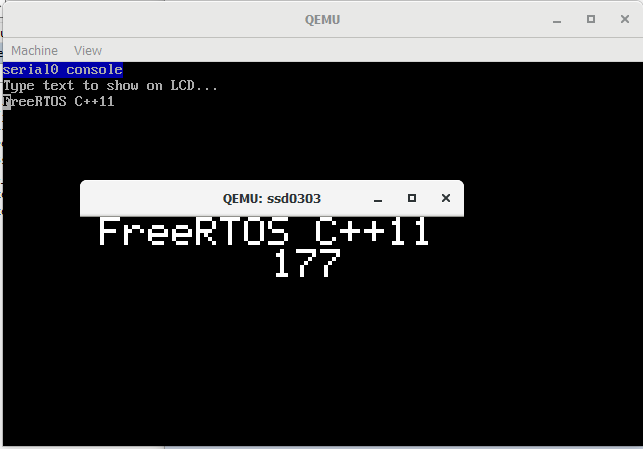 QEMU
Machine View
serial0 console
Type text to show on LCD...
FreeRTOS C++11
QEMU: ssd0303
FreeRTOS C++11
177